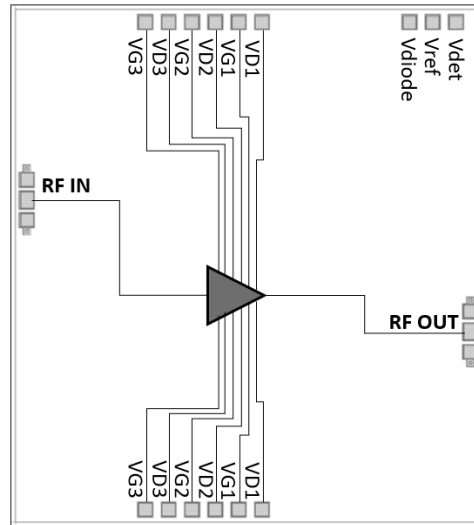 VG3
VD3
VG2
VD2
VG1
VD1
Vdiode
Vref
Vdet
RF IN
RF OUT
VG3
VD3
VG2
VD2
VG1
VD1